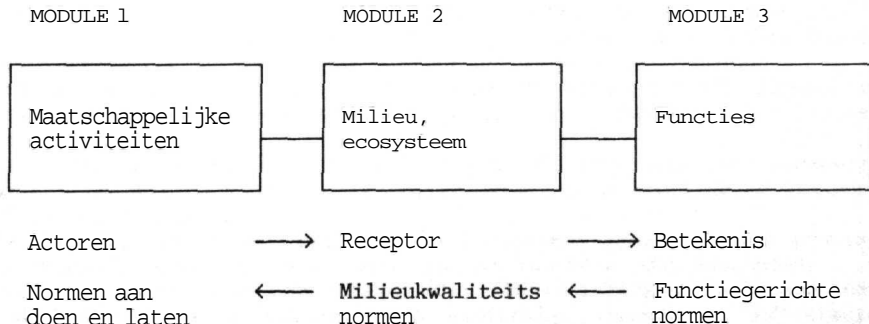 MODULE 1 MODULE 2 MODULE 3
Maatschappelijke activiteiten
Milieu, ecosysteem
Functies
Actoren → Receptor → Betekenis
Normen aan ← Milieukwaliteits ← Functiegerichte
doen en laten normen normen